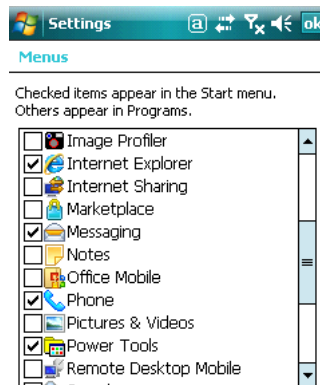 Settings
a
ok
Menus
Checked items appear in the Start menu.
Others appear in Programs.
Image Profiler
Internet Explorer
Internet Sharing
Marketplace
Messaging
Notes
Office Mobile
Phone
Pictures & Videos
Power Tools
Remote Desktop Mobile